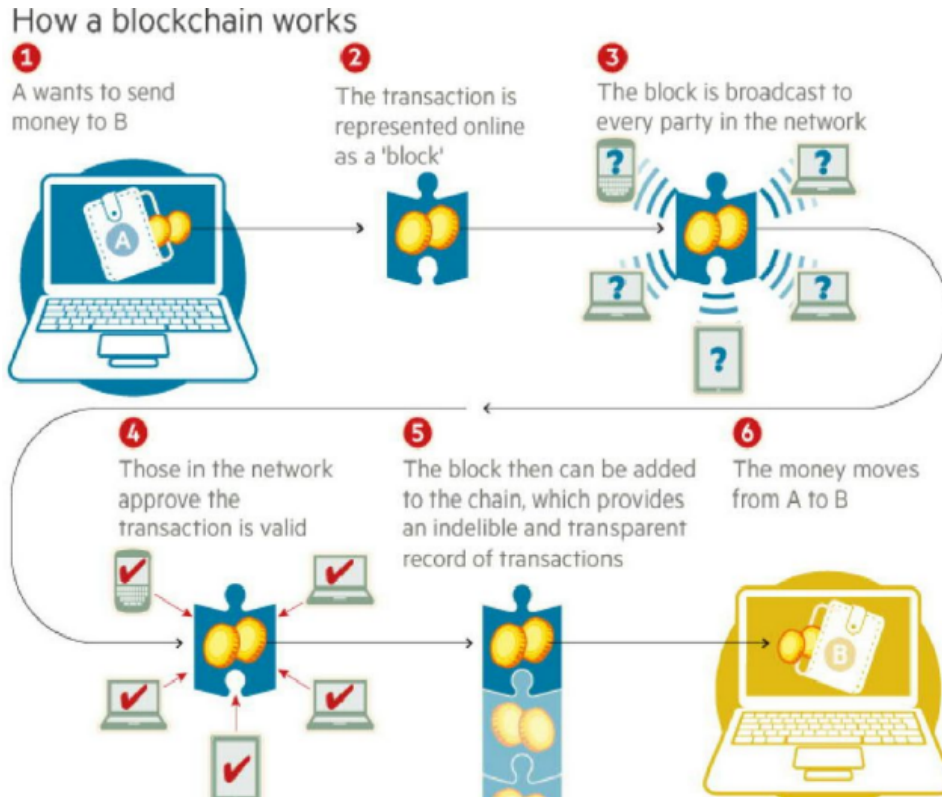 How a blockchain works
1
A wants to send
money to B
2
The transaction is
represented online
as a 'block'
3
The block is broadcast to
every party in the network
A
?
?
?
?
?
4
Those in the network
approve the
transaction is valid
5
The block then can be added
to the chain, which provides
an indelible and transparent
record of transactions
6
The money moves
from A to B
B